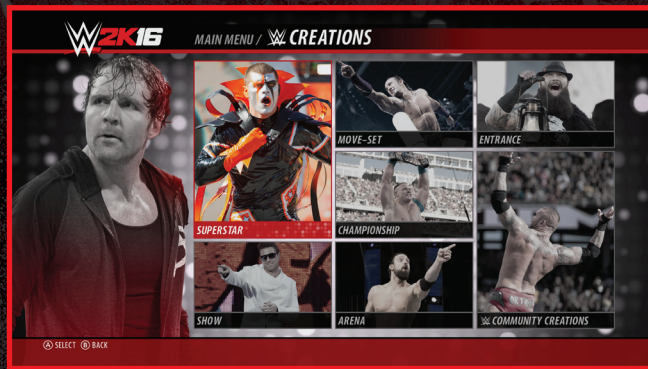 W 2K16
MAIN MENU / W CREATIONS
SUPERSTAR
MOVE-SET
ENTRANCE
CHAMPIONSHIP
SHOW
ARENA
W COMMUNITY CREATIONS
A SELECT B BACK